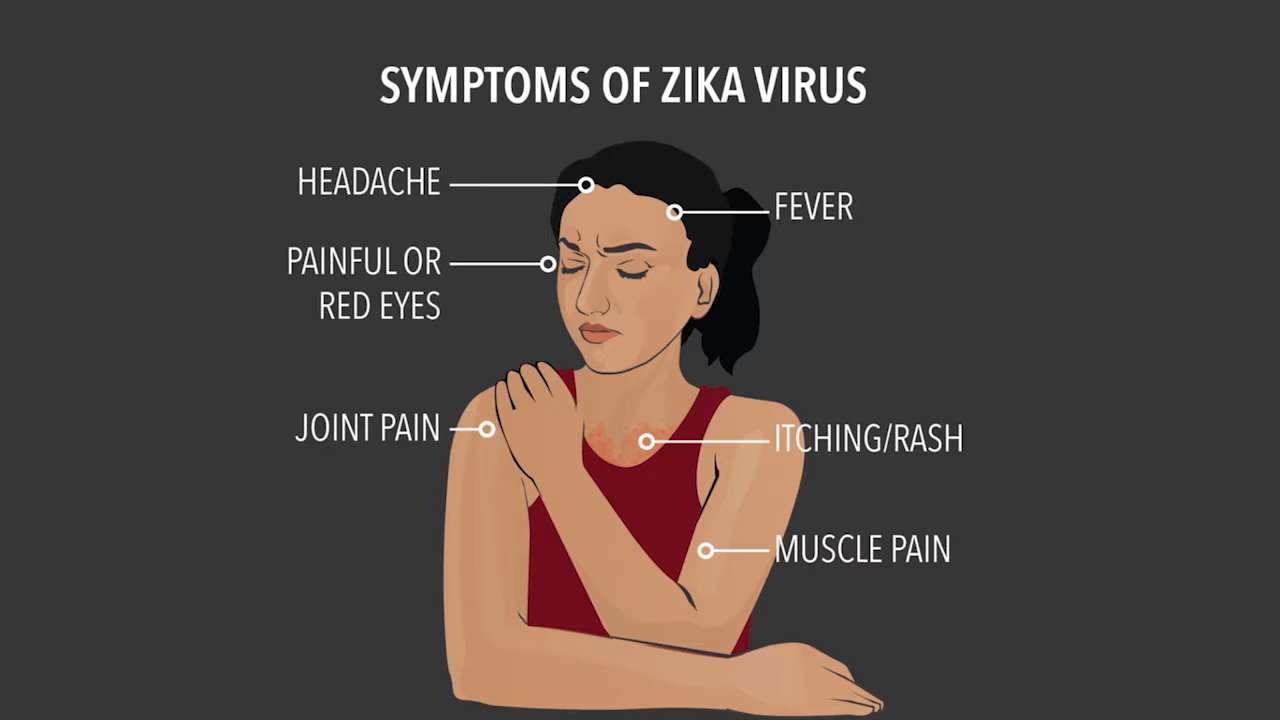 SYMPTOMS OF ZIKA VIRUS
HEADACHE
FEVER
PAINFUL OR
RED EYES
JOINT PAIN
ITCHING/RASH
MUSCLE PAIN